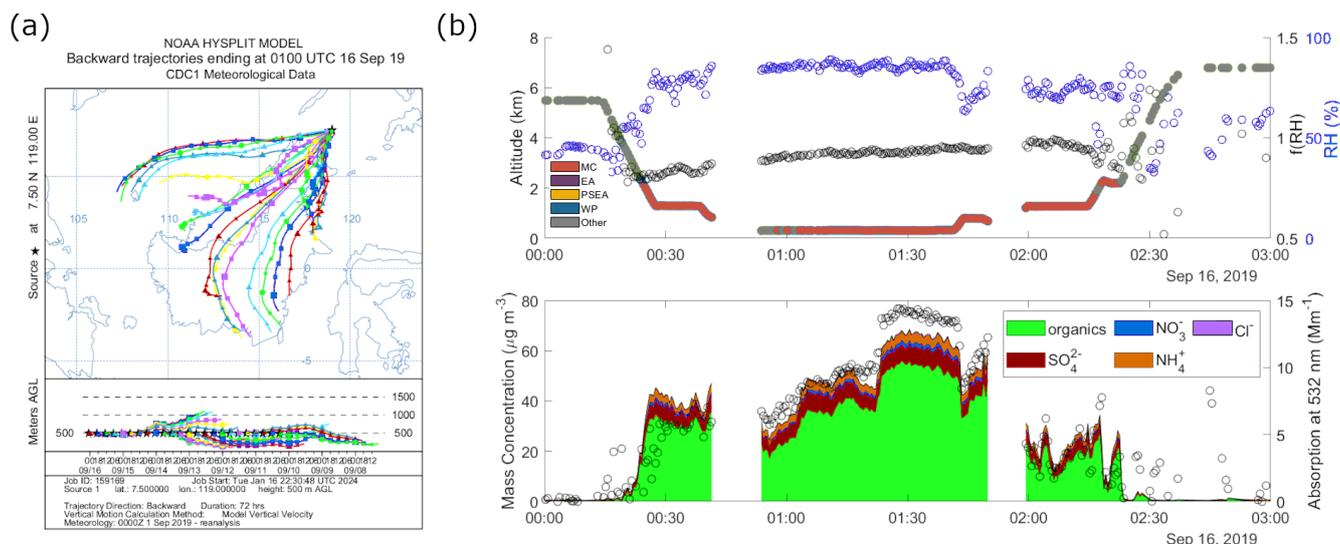 (a)
NOAA HYSPLIT MODEL
Backward trajectories ending at 0100 UTC 16 Sep 19
CDC1 Meteorological Data
Source ★ at 7.50 N 119.00 E
105
110
115
120
0
-5
Meters AGL
500
1500
1000
500
09/16 09/15 09/14 09/13 09/12 09/11 09/10 09/09 09/08
Job ID: 159169 Job Start: Tue Jan 16 22:30:48 UTC 2024
Source 1 lat.: 7.500000 lon.: 119.000000 height: 500 m AGL
Trajectory Direction: Backward Duration: 72 hrs
Vertical Motion Calculation Method: Model Vertical Velocity
Meteorology: 0000Z 1 Sep 2019 - reanalysis
(b)
Altitude (km)
8
6
4
2
0
MC
EA
PSEA
WP
Other
1.5
1
0.5
f(RH)
100
50
0
RH (%)
00:00 00:30 01:00 01:30 02:00 02:30 03:00
Sep 16, 2019
Mass Concentration (μg m-3)
80
60
40
20
0
organics NO3- Cl-
SO42- NH4+
15
10
5
0
Absorption at 532 nm (Mm-1)
00:00 00:30 01:00 01:30 02:00 02:30 03:00
Sep 16, 2019